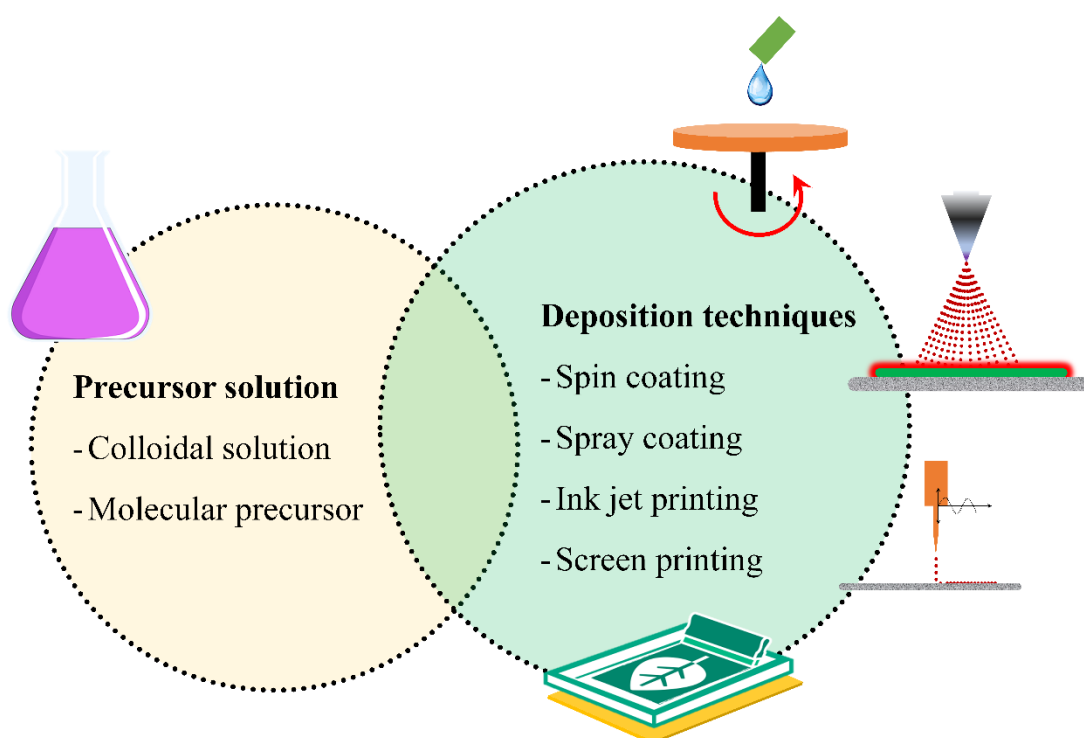 Precursor solution
- Colloidal solution
- Molecular precursor
Deposition techniques
- Spin coating
- Spray coating
- Ink jet printing
- Screen printing